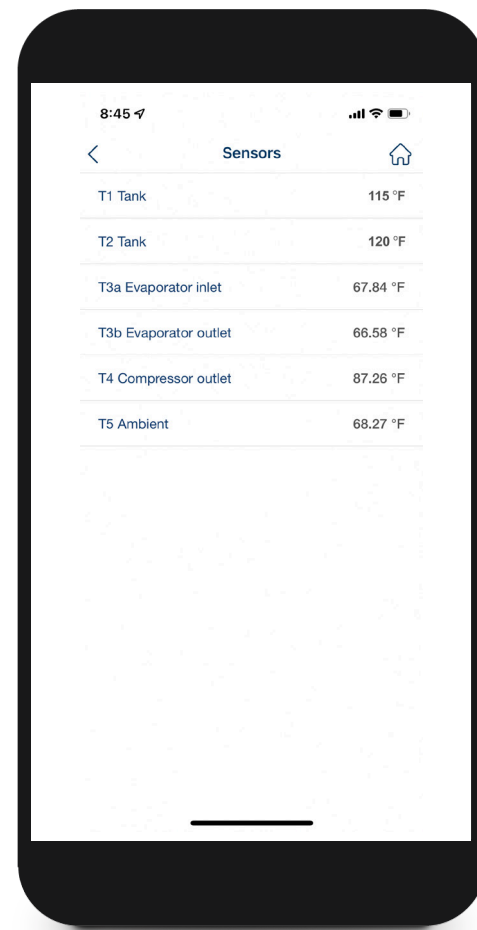 8:45
Sensors
T1 Tank 115 °F
T2 Tank 120 °F
T3a Evaporator inlet 67.84 °F
T3b Evaporator outlet 66.58 °F
T4 Compressor outlet 87.26 °F
T5 Ambient 68.27 °F